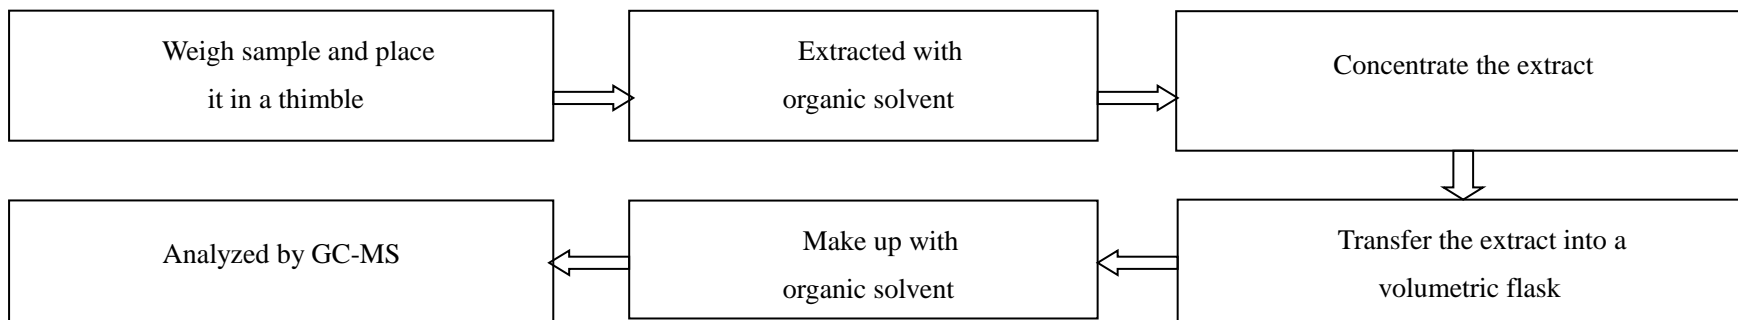 Weigh sample and place
it in a thimble
Extracted with
organic solvent
Concentrate the extract
Transfer the extract into a
volumetric flask
Make up with
organic solvent
Analyzed by GC-MS